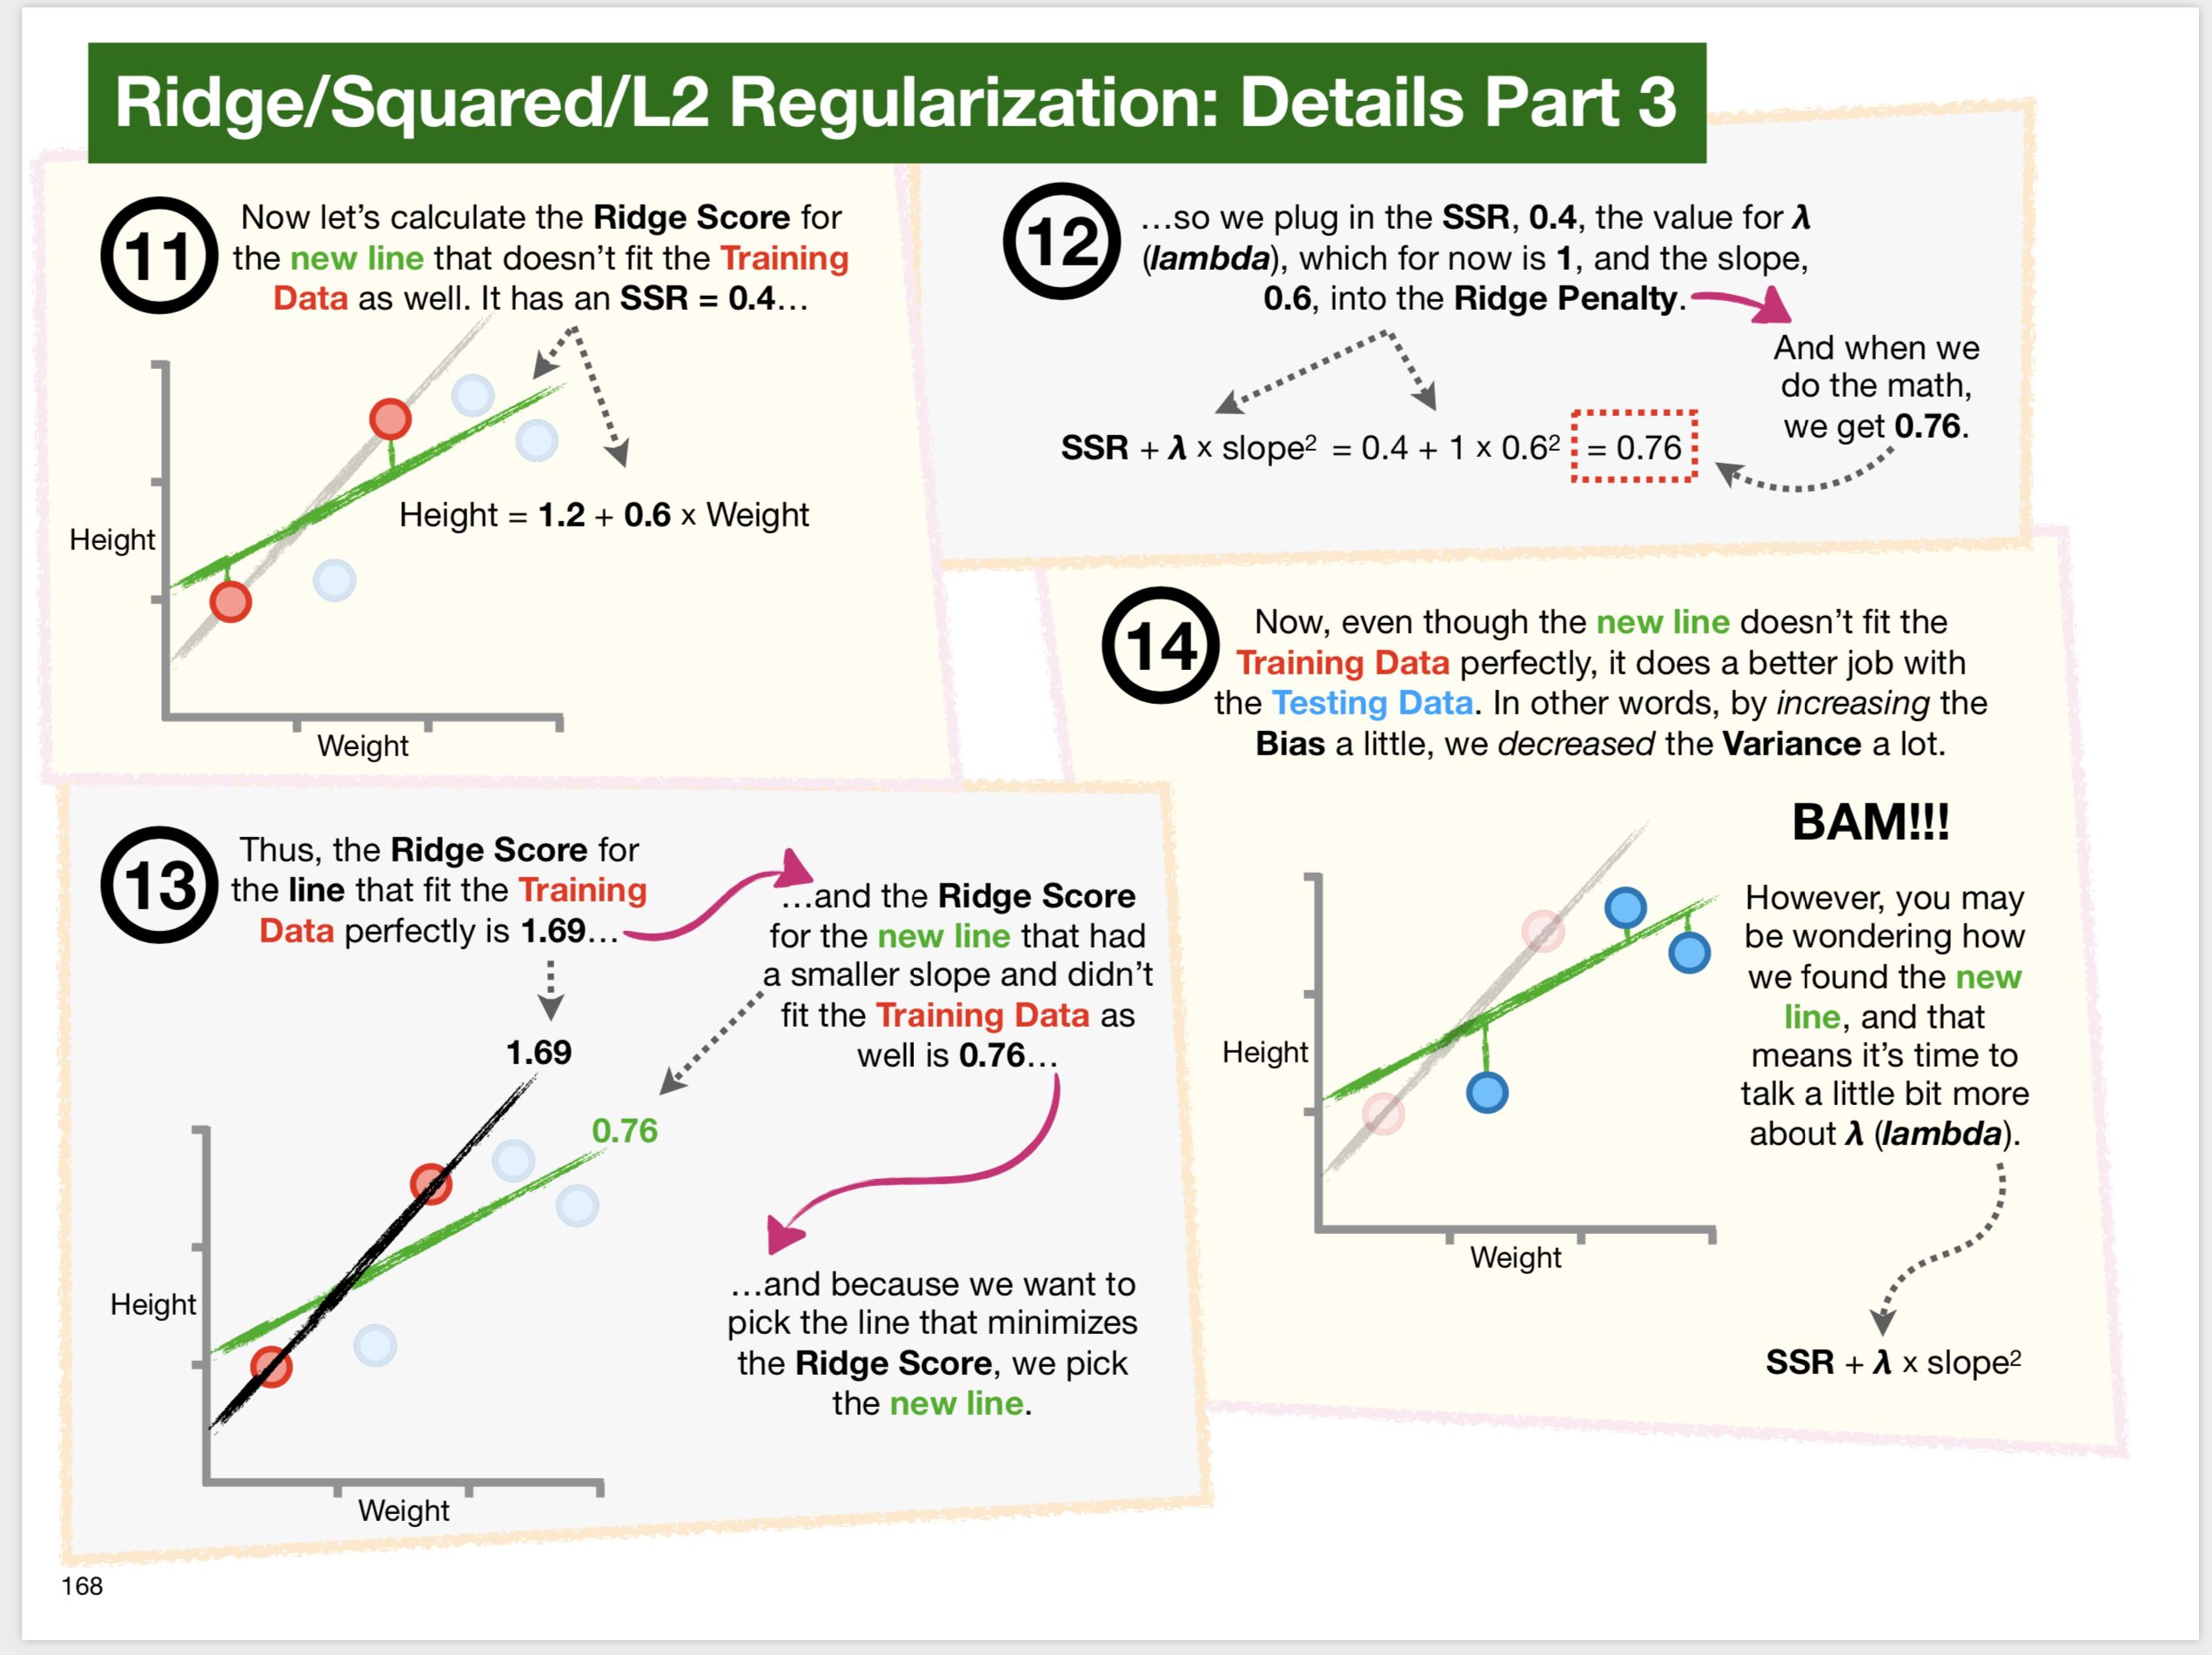 Ridge/Squared/L2 Regularization: Details Part 3
11
Now let’s calculate the Ridge Score for
the new line that doesn’t fit the Training
Data as well. It has an SSR = 0.4…
Height = 1.2 + 0.6 x Weight
Height
Weight
12
…so we plug in the SSR, 0.4, the value for λ
(lambda), which for now is 1, and the slope,
0.6, into the Ridge Penalty.
And when we
do the math,
we get 0.76.
SSR + λ x slope² = 0.4 + 1 x 0.6² = 0.76
13
Thus, the Ridge Score for
the line that fit the Training
Data perfectly is 1.69…
…and the Ridge Score
for the new line that had
a smaller slope and didn’t
fit the Training Data as
well is 0.76…
1.69
0.76
Height
Weight
…and because we want to
pick the line that minimizes
the Ridge Score, we pick
the new line.
14
Now, even though the new line doesn’t fit the
Training Data perfectly, it does a better job with
the Testing Data. In other words, by increasing the
Bias a little, we decreased the Variance a lot.
BAM!!!
However, you may
be wondering how
we found the new
line, and that
means it’s time to
talk a little bit more
about λ (lambda).
Height
Weight
SSR + λ x slope²
168